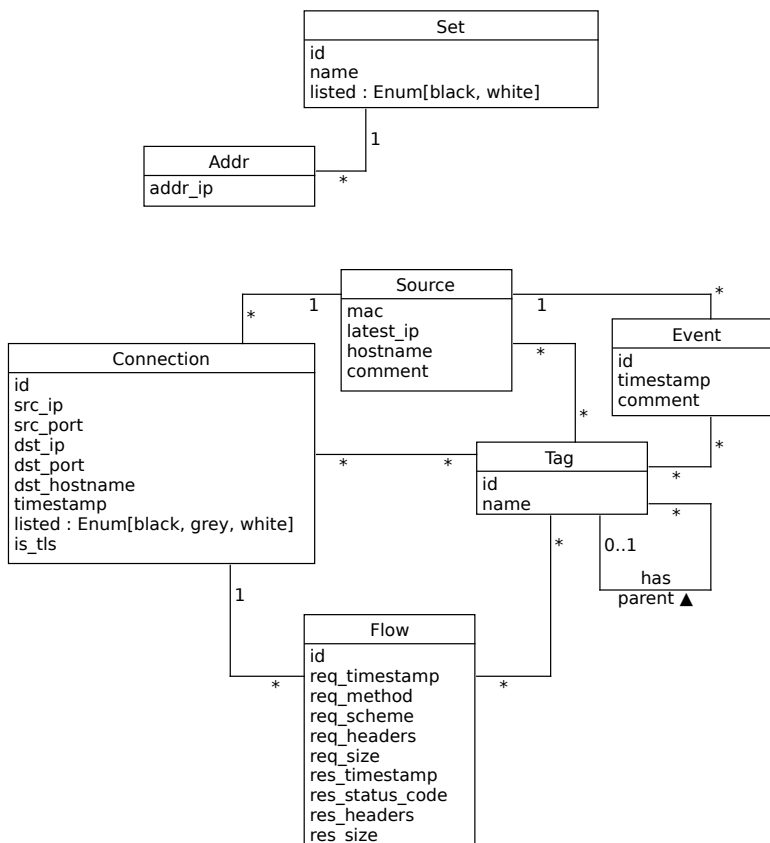 Set
id
name
listed : Enum[black, white]
1
Addr
*
addr_ip
Source
1
1
*
*
mac
latest_ip
hostname
comment
*
Event
id
timestamp
comment
Connection
id
src_ip
src_port
dst_ip
dst_port
dst_hostname
timestamp
listed : Enum[black, grey, white]
is_tls
*
*
*
*
*
Tag
id
name
*
*
0..1
has
parent ▲
*
1
Flow
*
*
id
req_timestamp
req_method
req_scheme
req_headers
req_size
res_timestamp
res_status_code
res_headers
res_size